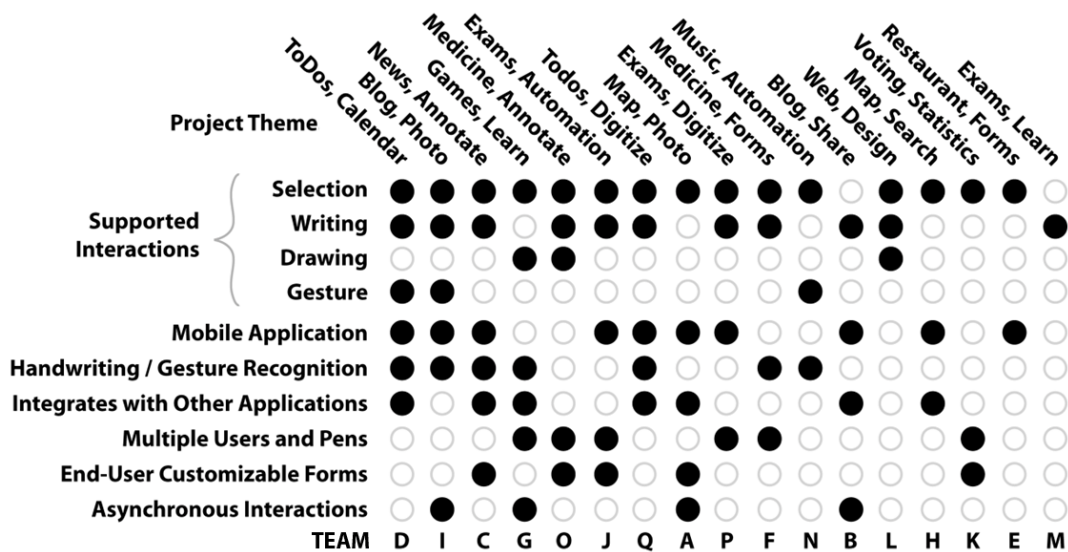 Project Theme
ToDos, Calendar
Blog, Photo
News, Annotate
Games, Learn
Medicine, Annotate
Exams, Automation
Todos, Digitize
Map, Photo
Exams, Digitize
Medicine, Forms
Music, Automation
Blog, Share
Web, Design
Map, Search
Voting, Statistics
Restaurant, Forms
Exams, Learn
Supported
Interactions
Selection
Writing
Drawing
Gesture
Mobile Application
Handwriting / Gesture Recognition
Integrates with Other Applications
Multiple Users and Pens
End-User Customizable Forms
Asynchronous Interactions
TEAM D I C G O J Q A P F N B L H K E M